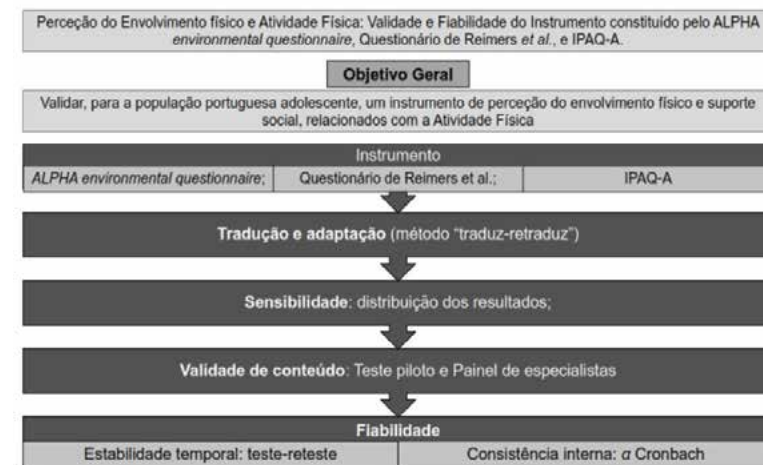 Perceção do Envolvimento físico e Atividade Física: Validade e Fiabilidade do Instrumento constituído pelo ALPHA
environmental questionnaire, Questionário de Reimers et al., e IPAQ-A.
Objetivo Geral
Validar, para a população portuguesa adolescente, um instrumento de perceção do envolvimento físico e suporte
social, relacionados com a Atividade Física
Instrumento
ALPHA environmental questionnaire; Questionário de Reimers et al.; IPAQ-A
Tradução e adaptação (método “traduz-retraduz”)
Sensibilidade: distribuição dos resultados;
Validade de conteúdo: Teste piloto e Painel de especialistas
Fiabilidade
Estabilidade temporal: teste-reteste Consistência interna: α Cronbach